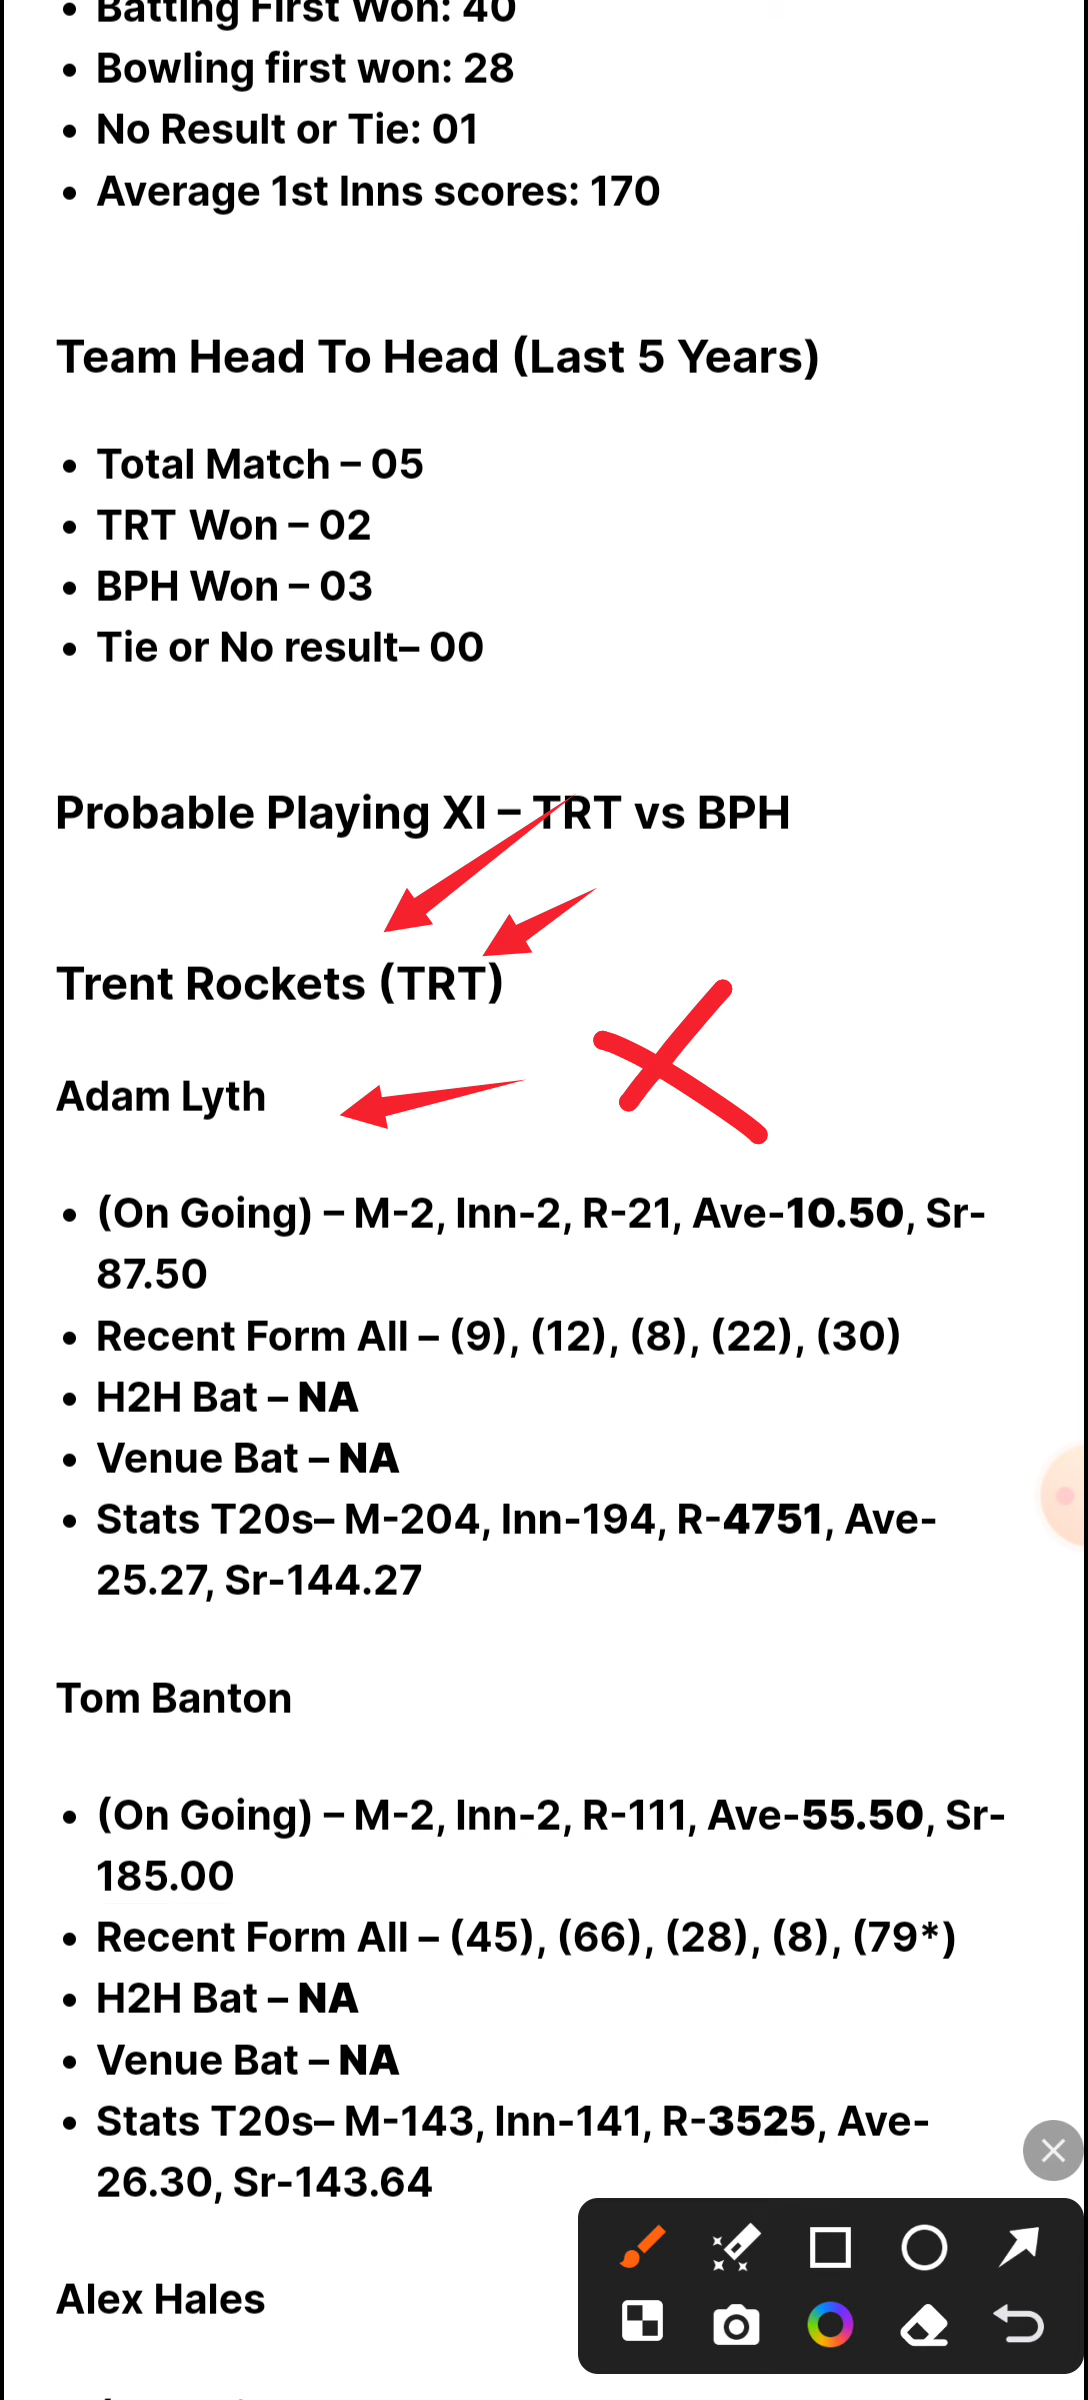 Batting First Won: 40
Bowling first won: 28
No Result or Tie: 01
Average 1st Inns scores: 170
Team Head To Head (Last 5 Years)
Total Match – 05
TRT Won – 02
BPH Won – 03
Tie or No result– 00
Probable Playing XI – TRT vs BPH
Trent Rockets (TRT)
Adam Lyth
(On Going) – M-2, Inn-2, R-21, Ave-10.50, Sr-
87.50
Recent Form All – (9), (12), (8), (22), (30)
H2H Bat – NA
Venue Bat – NA
Stats T20s– M-204, Inn-194, R-4751, Ave-
25.27, Sr-144.27
Tom Banton
(On Going) – M-2, Inn-2, R-111, Ave-55.50, Sr-
185.00
Recent Form All – (45), (66), (28), (8), (79*)
H2H Bat – NA
Venue Bat – NA
Stats T20s– M-143, Inn-141, R-3525, Ave-
26.30, Sr-143.64
Alex Hales